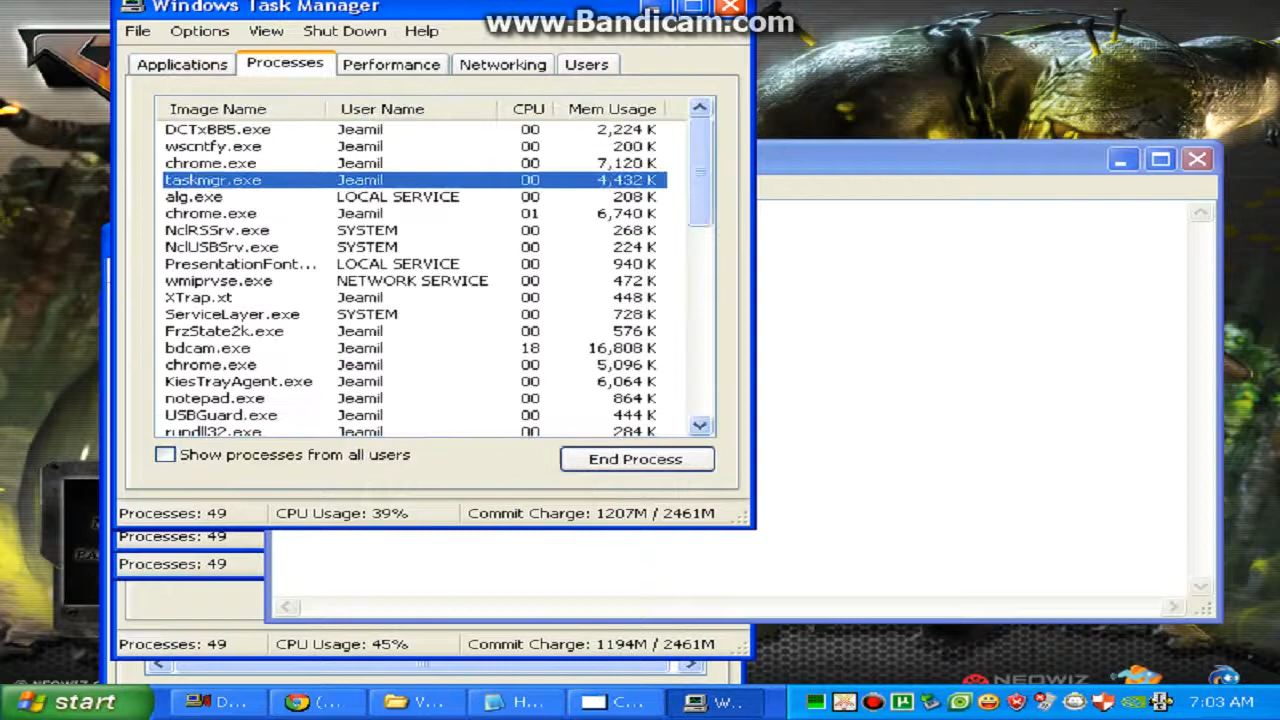 Windows Task Manager
www.Bandicam.com
File Options View Shut Down Help
Applications Processes Performance Networking Users
Image Name User Name CPU Mem Usage
DCTxBB5.exe Jeamil 00 2,224 K
wscntfy.exe Jeamil 00 200 K
chrome.exe Jeamil 00 7,120 K
taskmgr.exe Jeamil 00 4,432 K
alg.exe LOCAL SERVICE 00 208 K
chrome.exe Jeamil 01 6,740 K
NclRSSrv.exe SYSTEM 00 268 K
NclUSBSrv.exe SYSTEM 00 224 K
PresentationFont... LOCAL SERVICE 00 940 K
wmiprvse.exe NETWORK SERVICE 00 472 K
XTrap.xt Jeamil 00 448 K
ServiceLayer.exe SYSTEM 00 728 K
FrzState2k.exe Jeamil 00 576 K
bdcam.exe Jeamil 18 16,808 K
chrome.exe Jeamil 00 5,096 K
KiesTrayAgent.exe Jeamil 00 6,064 K
notepad.exe Jeamil 00 864 K
USBGuard.exe Jeamil 00 444 K
rundll32.exe Jeamil 00 284 K
Show processes from all users
End Process
Processes: 49 CPU Usage: 39% Commit Charge: 1207M / 2461M
Processes: 49
Processes: 49
Processes: 49 CPU Usage: 45% Commit Charge: 1194M / 2461M
NEOWIZ
start D... (... V... H... C... W.. 7:03 AM